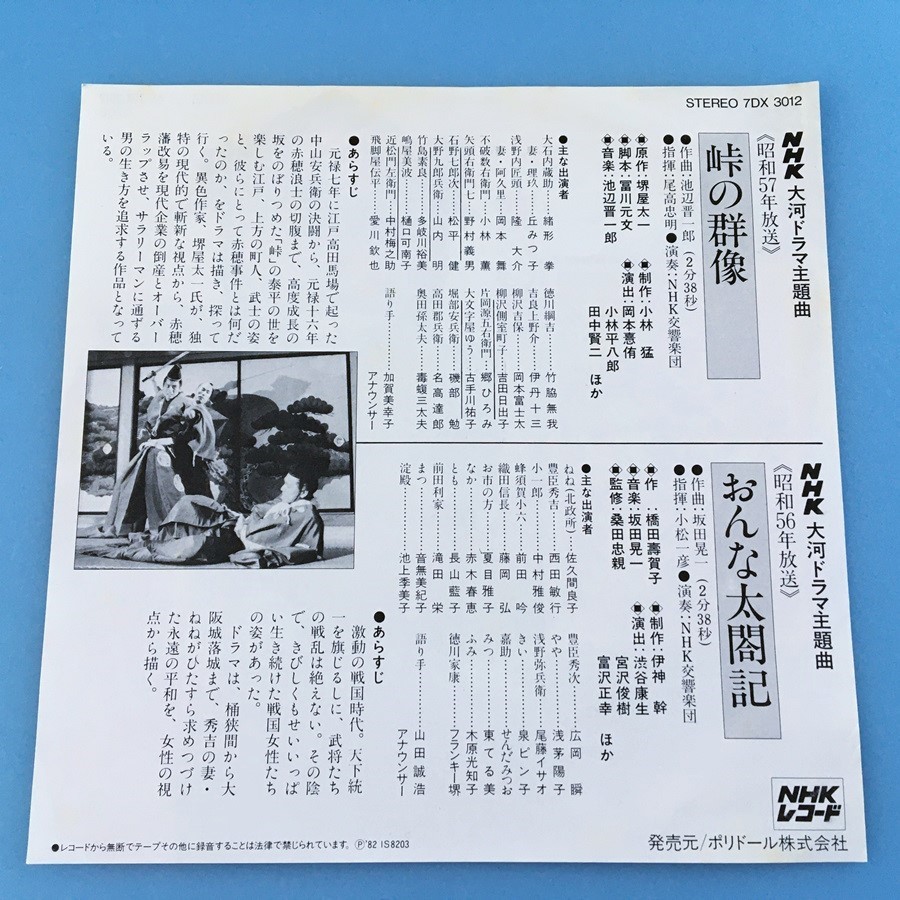 STEREO 7DX 3012
NHK 大河ドラマ主題曲
《昭和57年放送》
峠の群像
●作曲:池辺晋一郎(2分38秒)
●指揮:尾高忠明●演奏:NHK交響楽団
■原作:堺屋太一
■脚本:冨川元文
■音楽:池辺晋一郎
■制作:小林 猛
■演出:岡本憙侑
小林平八郎
田中賢二 ほか
●主な出演者
大石内蔵助……緒形 拳
妻・理玖……丘みつ子
浅野内匠頭……隆 大介
妻・阿久里……岡本 舞
不破数右衛門……小林 薫
矢頭右衛門七……野村義男
石野七郎次……松平 健
大野九郎兵衛……山内 明
竹島素良……多岐川裕美
鳴屋美波……樋口可南子
近松門左衛門……中村梅之助
飛脚屋伝平……愛川欽也
徳川綱吉……竹脇無我
吉良上野介……伊丹十三
柳沢吉保……岡本富士太
柳沢側室町子……吉田日出子
片岡源五右衛門……郷ひろみ
大文字屋ゆう……古手川祐子
堀部安兵衛……磯部 勉
高田郡兵衛……名高達郎
奥田孫太夫……毒蝮三太夫
語り手……加賀美幸子
アナウンサー
●あらすじ
元禄七年に江戸高田馬場で起った
中山安兵衛の決闘から、元禄十六年
の赤穂浪士の切腹まで、高度成長の
坂をのぼりつめた「峠」の泰平の世を
楽しむ江戸、上方の町人、武士の姿
と、彼らにとって赤穂事件とは何だ
ったのか、をドラマは描き、探って
行く。異色作家、堺屋太一氏が、独
特の現代的で斬新な視点から、赤穂
藩改易を現代企業の倒産とオーバー
ラップさせ、サラリーマンに通ずる
男の生き方を追求する作品となって
いる。
NHK 大河ドラマ主題曲
《昭和56年放送》
おんな太閤記
●作曲:坂田晃一(2分38秒)
●指揮:小松一彦●演奏:NHK交響楽団
■作 :橋田壽賀子
■音楽:坂田晃一
■監修:桑田忠親
■制作:伊神 幹
■演出:渋谷康生
宮沢俊樹
富沢正幸 ほか
●主な出演者
ねね(北政所)……佐久間良子
豊臣秀吉……西田敏行
小一郎……中村雅俊
蜂須賀小六……前田 吟
織田信長……藤岡 弘
お市の方……夏目雅子
なか……赤木春恵
とも……長山藍子
前田利家……滝田 栄
まつ……音無美紀子
淀殿……池上季実子
豊臣秀次……広岡 瞬
やや……浅茅陽子
浅野弥兵衛……尾藤イサオ
きい……泉ピン子
嘉助……せんだみつお
みつ……東てる美
ふみ……木原光知子
徳川家康……フランキー堺
語り手……山田誠浩
アナウンサー
●あらすじ
激動の戦国時代。天下統
一を旗じるしに、武将たち
の戦乱は絶えない。その陰
で、きびしくもせいいっぱ
い生き続けた戦国女性たち
の姿があった。
ドラマは、桶狭間から大
阪城落城まで、秀吉の妻・
ねねがひたすら求めつづけ
た永遠の平和を、女性の視
点から描く。
NHK
レコード
発売元/ポリドール株式会社
●レコードから無断でテープその他に録音することは法律で禁じられています。Ⓟ'82 IS8203